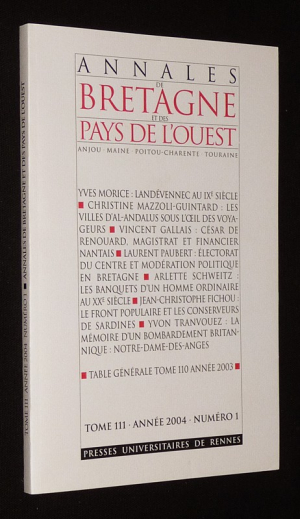 ANNALES
DE
BRETAGNE
ET DES
PAYS DE L'OUEST
ANJOU MAINE POITOU-CHARENTE TOURAINE
YVES MORICE : LANDÉVENNEC AU IXE SIÈCLE
■ CHRISTINE MAZZOLI-GUINTARD : LES
VILLES D'AL-ANDALUS SOUS L'ŒIL DES VOYA-
GEURS ■ VINCENT GALLAIS : CÉSAR DE
RENOUARD, MAGISTRAT ET FINANCIER
NANTAIS ■ LAURENT PAUBERT : ÉLECTORAT
DU CENTRE ET MODÉRATION POLITIQUE
EN BRETAGNE ■ ARLETTE SCHWEITZ :
LES BANQUETS D'UN HOMME ORDINAIRE
AU XXE SIÈCLE ■ JEAN-CHRISTOPHE FICHOU :
LE FRONT POPULAIRE ET LES CONSERVEURS
DE SARDINES ■ YVON TRANVOUEZ : LA
MÉMOIRE D'UN BOMBARDEMENT BRITAN-
NIQUE : NOTRE-DAME-DES-ANGES
■ TABLE GÉNÉRALE TOME 110 ANNÉE 2003 ■
TOME 111 · ANNÉE 2004 · NUMÉRO 1
PRESSES UNIVERSITAIRES DE RENNES
TOME 111 · ANNÉE 2004 · NUMÉRO 1 ■ ANNALES DE BRETAGNE ET DES PAYS DE L'OUEST